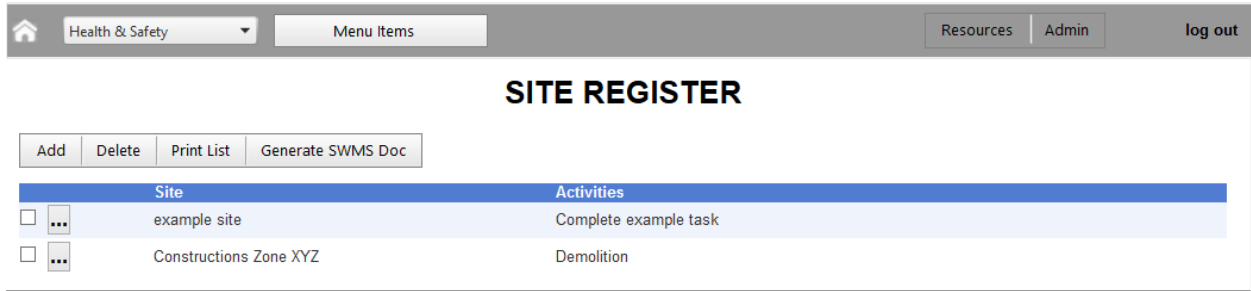 Health & Safety Menu Items Resources Admin log out
SITE REGISTER
Add Delete Print List Generate SWMS Doc
Site Activities
... example site Complete example task
... Constructions Zone XYZ Demolition